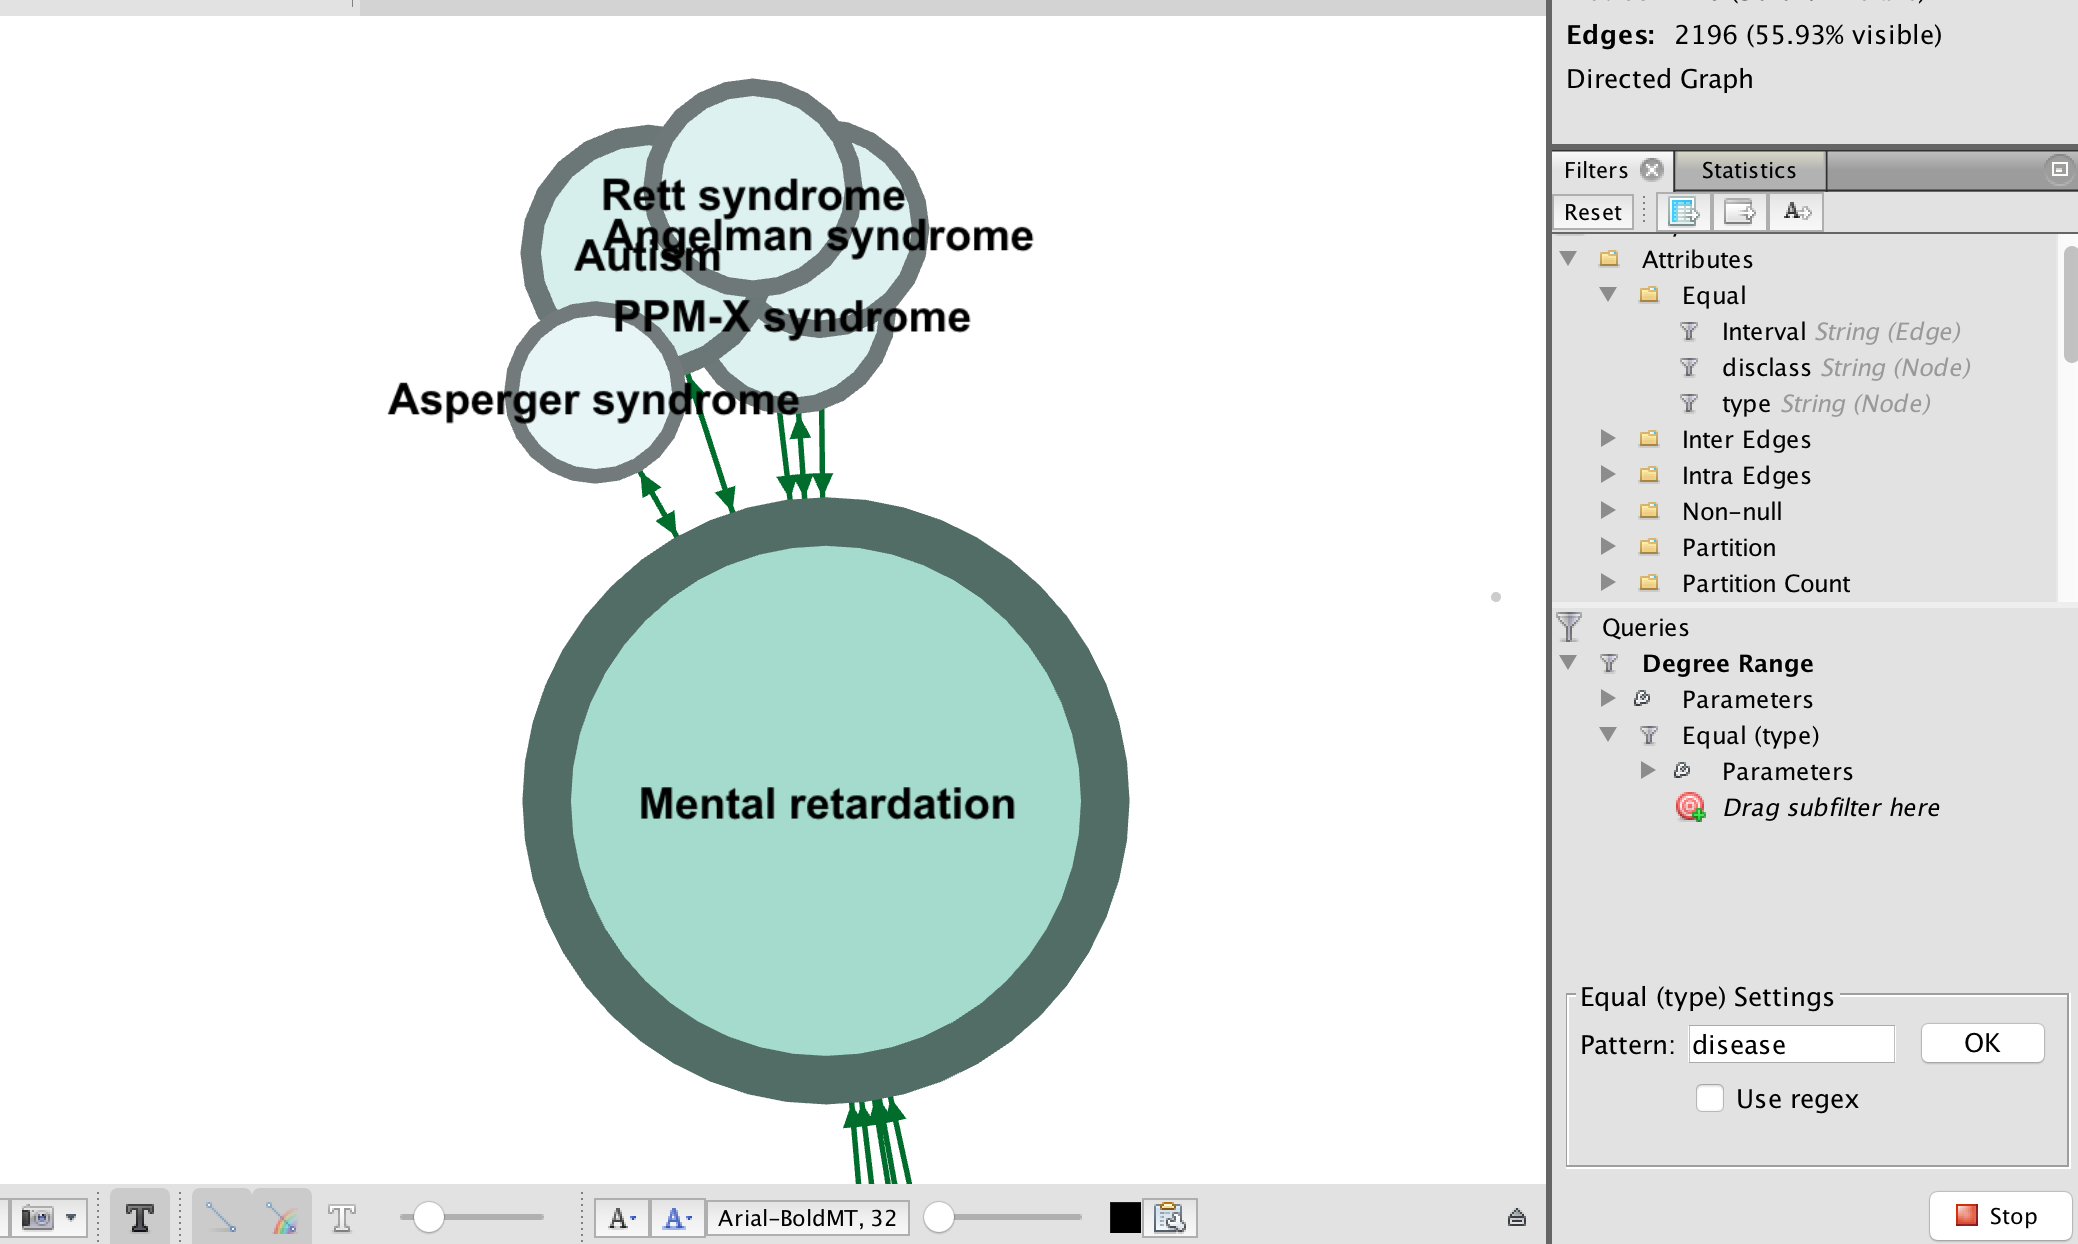 Edges: 2196 (55.93% visible)
Directed Graph
Filters
Statistics
Reset
Attributes
Equal
Interval String (Edge)
disclass String (Node)
type String (Node)
Inter Edges
Intra Edges
Non-null
Partition
Partition Count
Queries
Degree Range
Parameters
Equal (type)
Parameters
Drag subfilter here
Equal (type) Settings
Pattern: disease
OK
Use regex
Stop
Rett syndrome
Angelman syndrome
Autism
PPM-X syndrome
Asperger syndrome
Mental retardation
T
T
A
A
Arial-BoldMT, 32
A